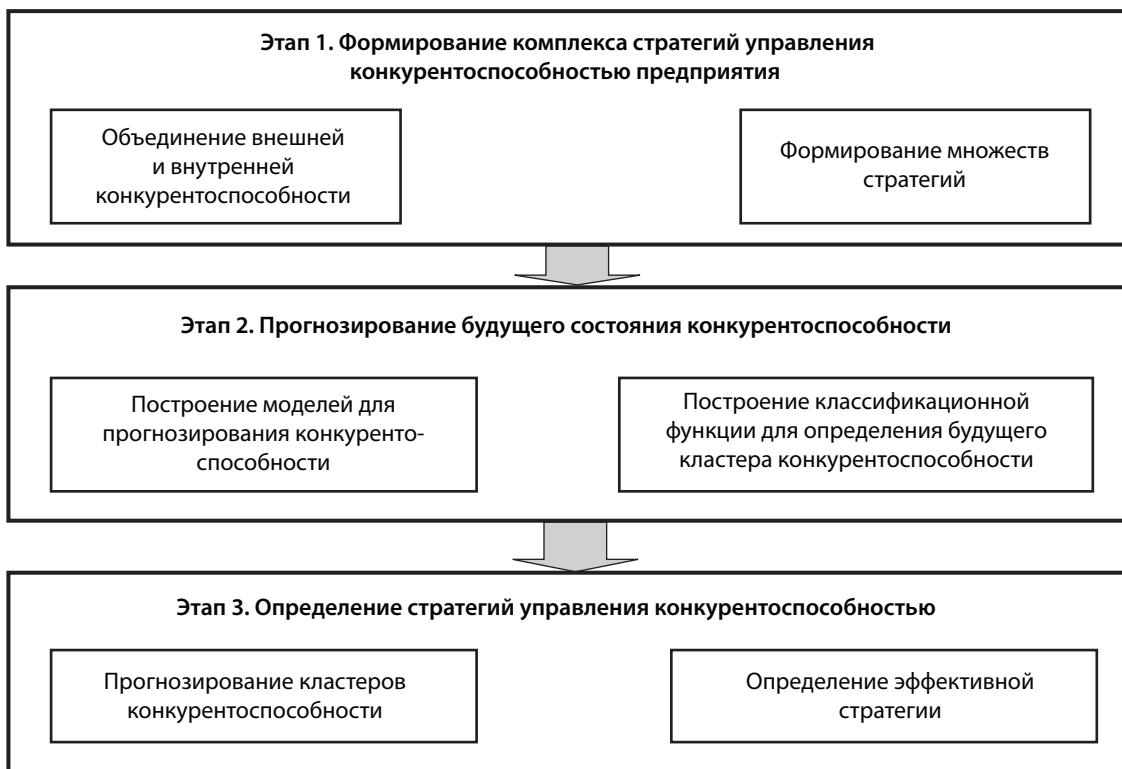 Этап 1. Формирование комплекса стратегий управления
конкурентоспособностью предприятия
Объединение внешней
и внутренней
конкурентоспособности
Формирование множеств
стратегий
Этап 2. Прогнозирование будущего состояния конкурентоспособности
Построение моделей для
прогнозирования конкуренто-
способности
Построение классификационной
функции для определения будущего
кластера конкурентоспособности
Этап 3. Определение стратегий управления конкурентоспособностью
Прогнозирование кластеров
конкурентоспособности
Определение эффективной
стратегии